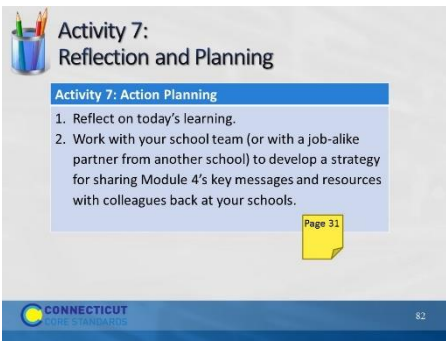 Activity 7:
Reflection and Planning
Activity 7: Action Planning
1. Reflect on today's learning.
2. Work with your school team (or with a job-alike
partner from another school) to develop a strategy
for sharing Module 4's key messages and resources
with colleagues back at your schools.
Page 31
CONNECTICUT
CORE STANDARDS
82